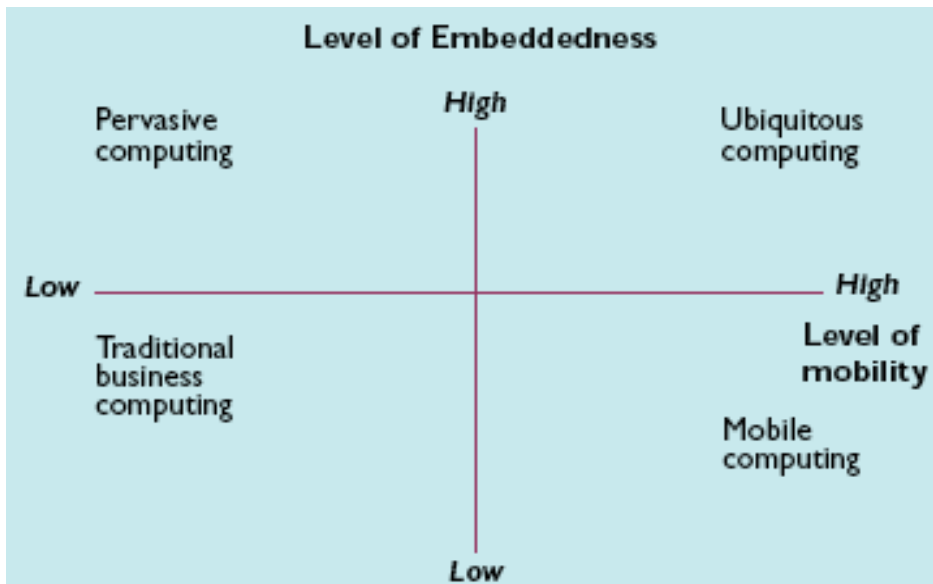 Level of Embeddedness
High
Pervasive
computing
Ubiquitous
computing
Low
High
Level of
mobility
Traditional
business
computing
Mobile
computing
Low